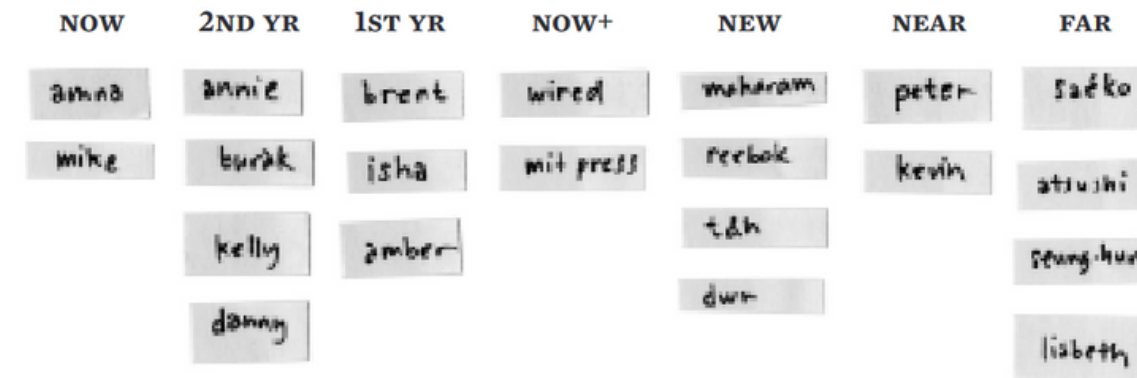 NOW 2ND YR 1ST YR NOW+ NEW NEAR FAR
amna annie brent wired maharam peter saéko
mike burak isha mit press reebok kevin atsushi
kelly amber t&h seung-hun
danny dwr lisbeth